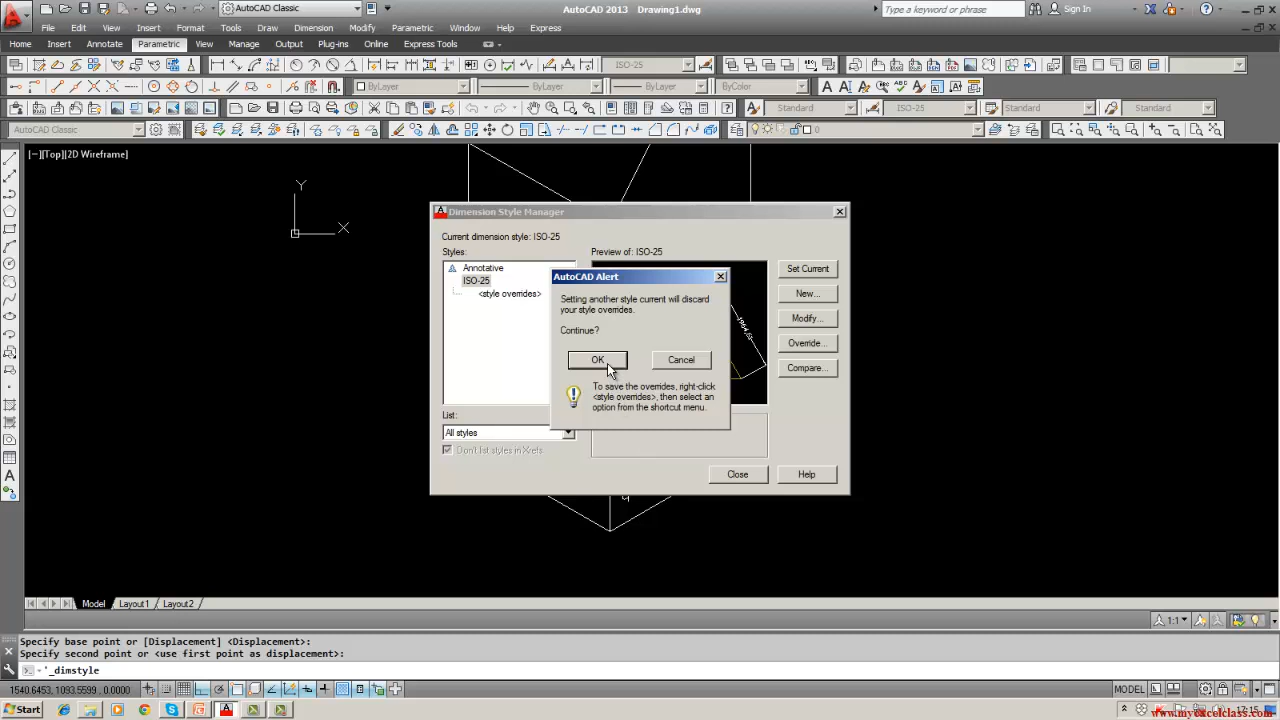 AutoCAD Classic
AutoCAD 2013 Drawing1.dwg
Type a keyword or phrase
Sign In
File Edit View Insert Format Tools Draw Dimension Modify Parametric Window Help Express
Home Insert Annotate Parametric View Manage Output Plug-ins Online Express Tools
ISO-25
ByLayer ByLayer ByLayer ByColor
Standard ISO-25 Standard Standard
AutoCAD Classic
0
[−][Top][2D Wireframe]
Y
X
Dimension Style Manager
Current dimension style: ISO-25
Styles:
Preview of: ISO-25
Annotative
ISO-25
<style overrides>
Set Current
New...
Modify...
Override...
Compare...
AutoCAD Alert
Setting another style current will discard
your style overrides.
Continue?
OK Cancel
To save the overrides, right-click
<style overrides>, then select an
option from the shortcut menu.
List:
All styles
Don't list styles in Xrefs
Close Help
Model Layout1 Layout2
1:1
Specify base point or [Displacement] <Displacement>:
Specify second point or <use first point as displacement>:
'_dimstyle
1540.6453, 1093.5599, 0.0000
MODEL
Start
17:15
www.myexcelclass.com